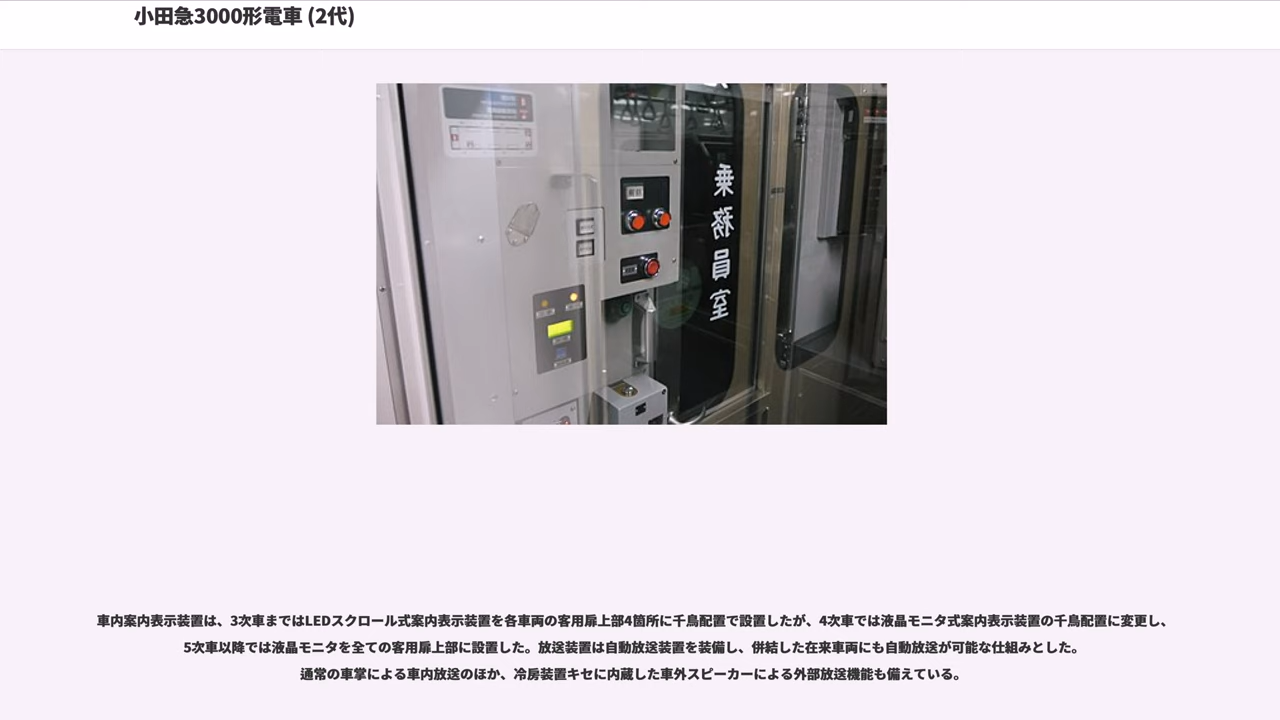 小田急3000形電車 (2代)
乗務員室
車内案内表示装置は、3次車まではLEDスクロール式案内表示装置を各車両の客用扉上部4箇所に千鳥配置で設置したが、4次車では液晶モニタ式案内表示装置の千鳥配置に変更し、
5次車以降では液晶モニタを全ての客用扉上部に設置した。放送装置は自動放送装置を装備し、併結した在来車両にも自動放送が可能な仕組みとした。
通常の車掌による車内放送のほか、冷房装置キセに内蔵した車外スピーカーによる外部放送機能も備えている。